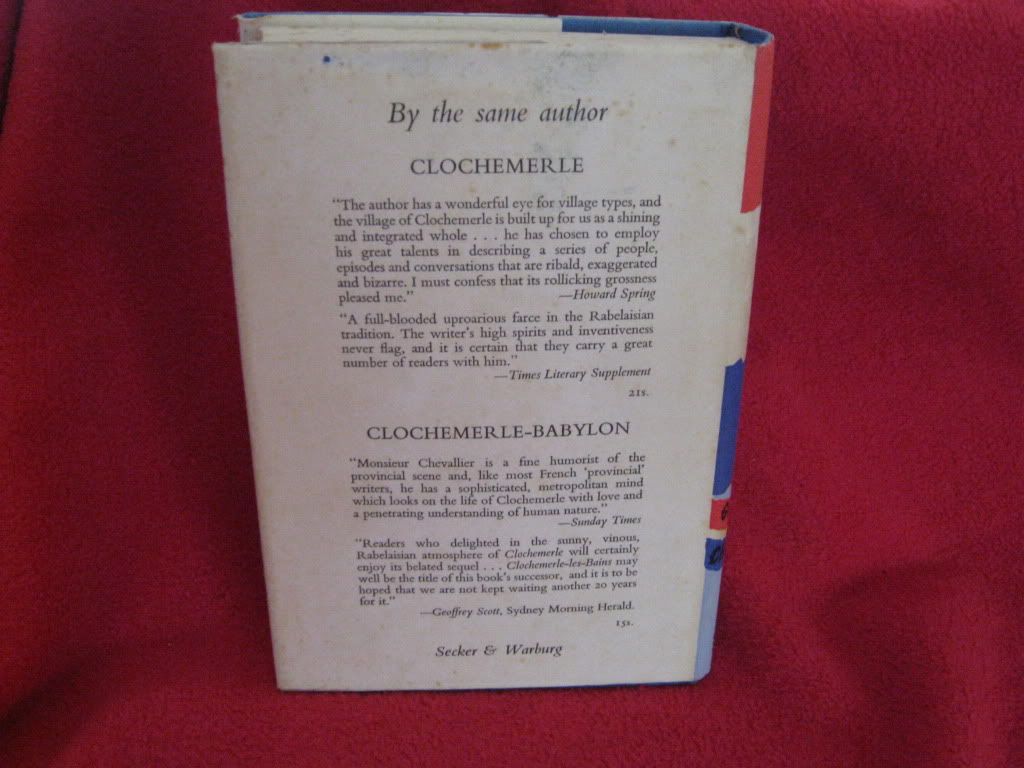 By the same author
CLOCHEMERLE
"The author has a wonderful eye for village types, and
the village of Clochemerle is built up for us as a shining
and integrated whole . . . he has chosen to employ
his great talents in describing a series of people,
episodes and conversations that are ribald, exaggerated
and bizarre. I must confess that its rollicking grossness
pleased me." —Howard Spring
"A full-blooded uproarious farce in the Rabelaisian
tradition. The writer's high spirits and inventiveness
never flag, and it is certain that they carry a great
number of readers with him."
—Times Literary Supplement
21s.
CLOCHEMERLE-BABYLON
"Monsieur Chevallier is a fine humorist of the
provincial scene and, like most French 'provincial'
writers, he has a sophisticated, metropolitan mind
which looks on the life of Clochemerle with love and
a penetrating understanding of human nature."
—Sunday Times
"Readers who delighted in the sunny, vinous,
Rabelaisian atmosphere of Clochemerle will certainly
enjoy its belated sequel . . . Clochemerle-les-Bains may
well be the title of this book's successor, and it is to be
hoped that we are not kept waiting another 20 years
for it."
—Geoffrey Scott, Sydney Morning Herald.
15s.
Secker & Warburg